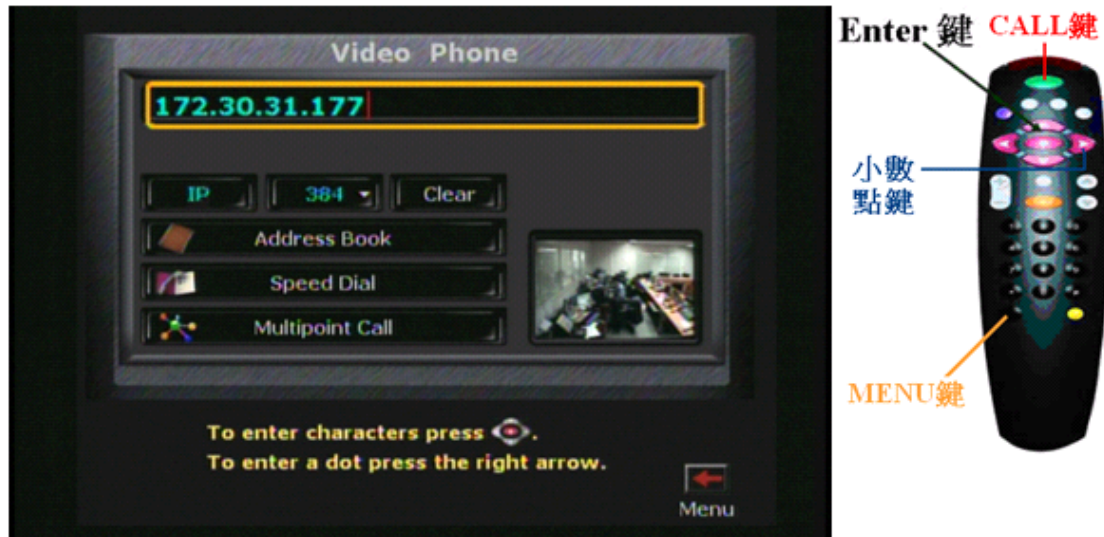 Video Phone
172.30.31.177
IP
384
Clear
Address Book
Speed Dial
Multipoint Call
To enter characters press .
To enter a dot press the right arrow.
Menu
Enter 鍵
CALL鍵
小數
點鍵
MENU鍵